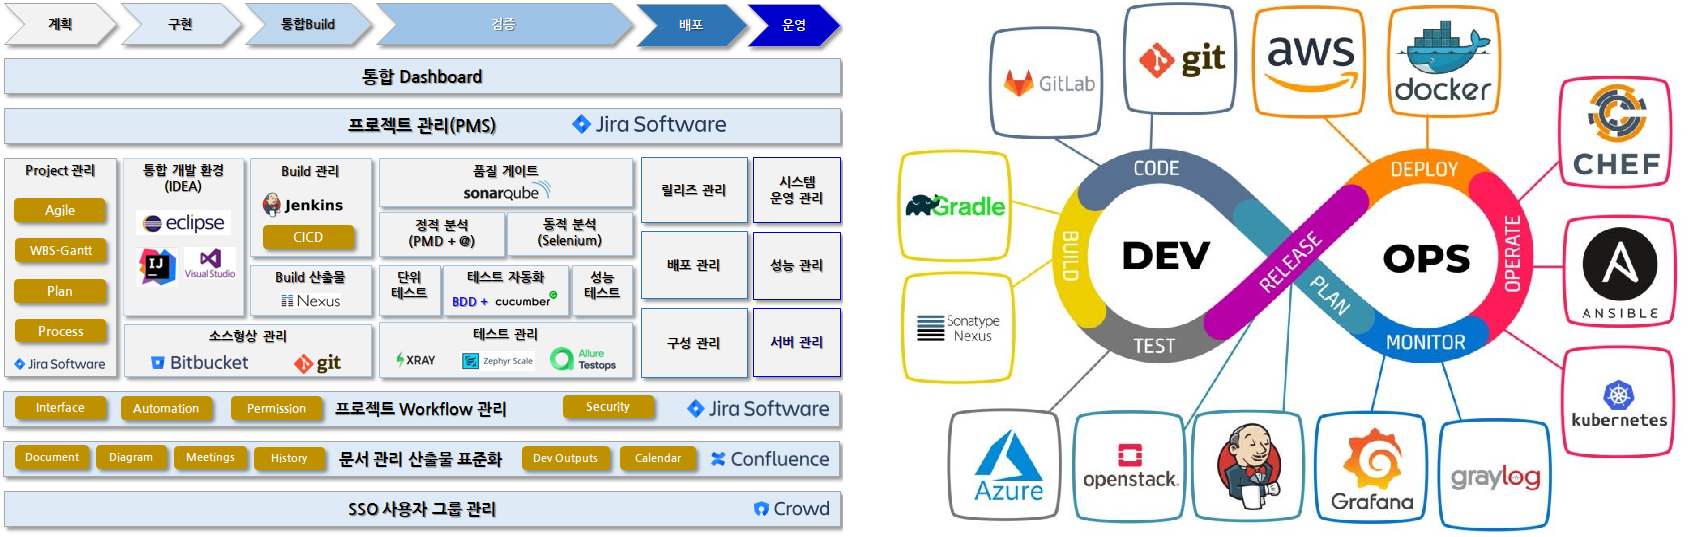 계획
구현
통합Build
검증
배포
운영
통합 Dashboard
프로젝트 관리(PMS)
Jira Software
Project 관리
Agile
WBS-Gantt
Plan
Process
Jira Software
통합 개발 환경
(IDEA)
eclipse
IJ
Visual Studio
Build 관리
Jenkins
CICD
Build 산출물
Nexus
소스형상 관리
Bitbucket
git
품질 게이트
sonarqube
정적 분석
(PMD + @)
동적 분석
(Selenium)
단위
테스트
테스트 자동화
BDD + cucumber
성능
테스트
테스트 관리
XRAY
Zephyr Scale
Allure
Testops
릴리즈 관리
배포 관리
구성 관리
시스템
운영 관리
성능 관리
서버 관리
Interface
Automation
Permission
프로젝트 Workflow 관리
Security
Jira Software
Document
Diagram
Meetings
History
문서 관리 산출물 표준화
Dev Outputs
Calendar
Confluence
SSO 사용자 그룹 관리
Crowd
GitLab
git
aws
docker
CHEF
Gradle
CODE
DEPLOY
BUILD
DEV
RELEASE
OPS
OPERATE
PLAN
TEST
MONITOR
Sonatype
Nexus
ANSIBLE
kubernetes
Azure
openstack.
Grafana
graylog